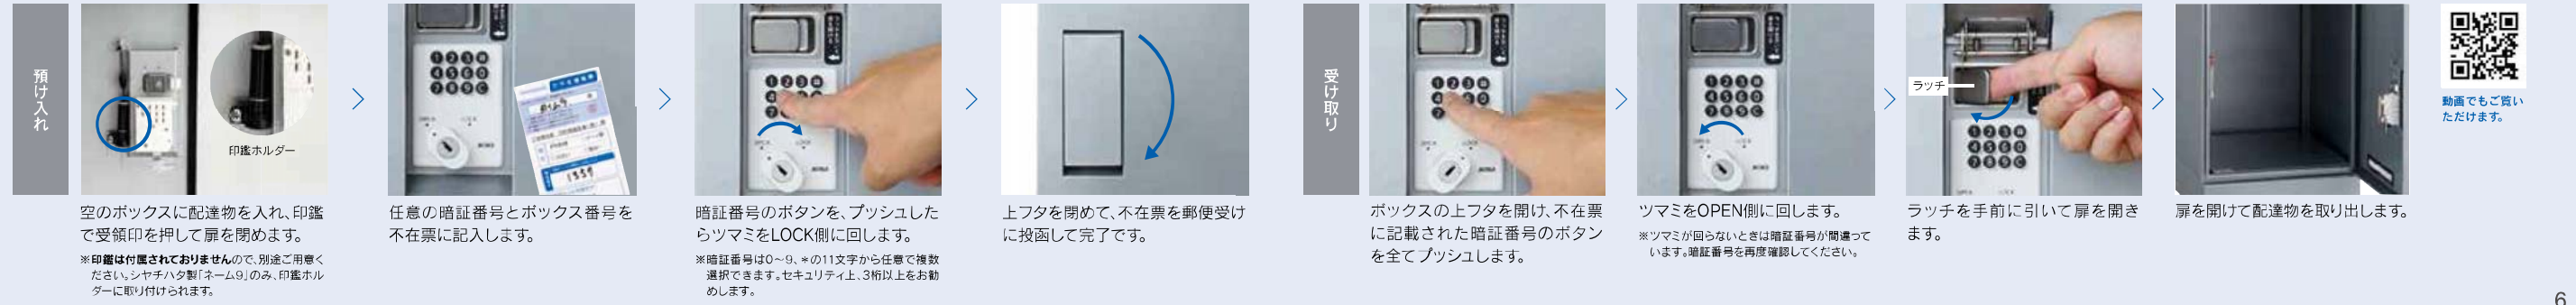 預け入れ
印鑑ホルダー
空のボックスに配達物を入れ、印鑑
で受領印を押して扉を閉めます。
※印鑑は付属されておりませんので、別途ご用意く
ださい。シヤチハタ製「ネーム9」のみ、印鑑ホル
ダーに取り付けられます。
任意の暗証番号とボックス番号を
不在票に記入します。
暗証番号のボタンを、プッシュした
らツマミをLOCK側に回します。
※暗証番号は0～9、＊の11文字から任意で複数
選択できます。セキュリティ上、3桁以上をお勧
めします。
上フタを閉めて、不在票を郵便受け
に投函して完了です。
受け取り
ボックスの上フタを開け、不在票
に記載された暗証番号のボタン
を全てプッシュします。
ツマミをOPEN側に回します。
※ツマミが回らないときは暗証番号が間違って
います。暗証番号を再度確認してください。
ラッチ
ラッチを手前に引いて扉を開き
ます。
扉を開けて配達物を取り出します。
動画でもご覧い
ただけます。
6